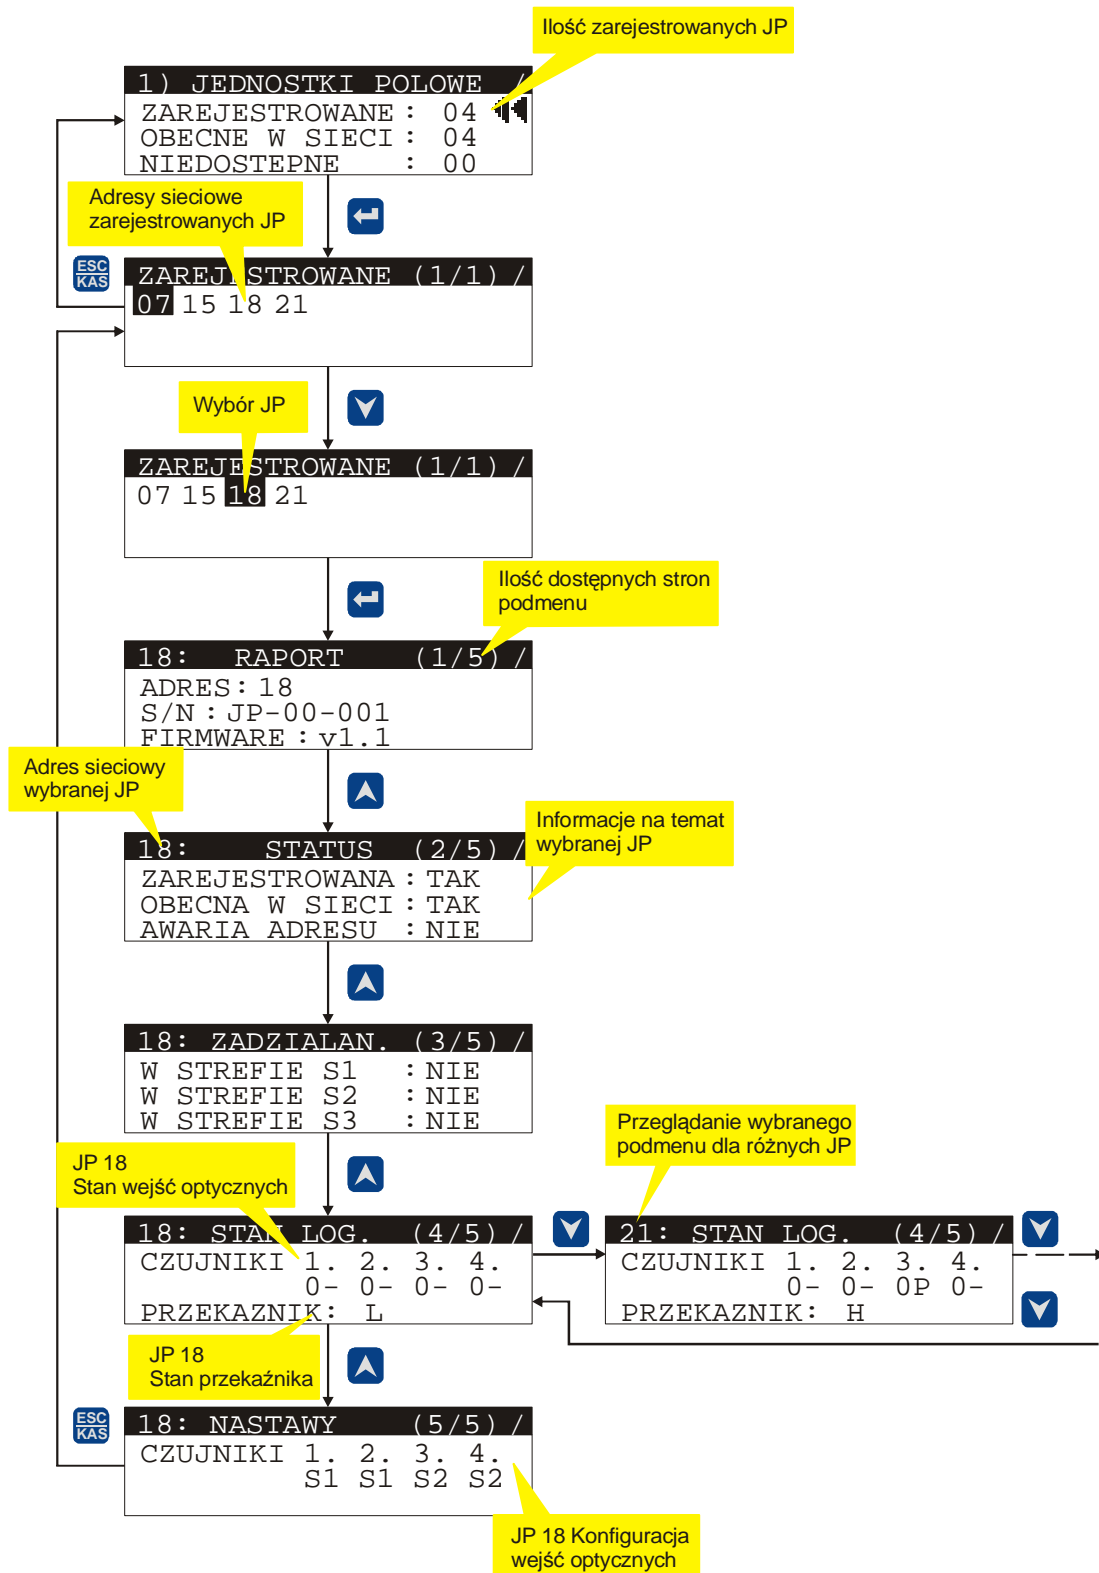 Ilość zarejestrowanych JP
1) JEDNOSTKI POLOWE /
ZAREJESTROWANE: 04
OBECNE W SIECI: 04
NIEDOSTEPNE : 00
Adresy sieciowe
zarejestrowanych JP
ESC
KAS
ZAREJESTROWANE (1/1) /
07 15 18 21
Wybór JP
ZAREJESTROWANE (1/1) /
07 15 18 21
Ilość dostępnych stron
podmenu
18: RAPORT (1/5) /
ADRES: 18
S/N : JP-00-001
FIRMWARE : v1.1
Adres sieciowy
wybranej JP
Informacje na temat
wybranej JP
18: STATUS (2/5) /
ZAREJESTROWANA : TAK
OBECNA W SIECI : TAK
AWARIA ADRESU : NIE
18: ZADZIALAN. (3/5) /
W STREFIE S1 : NIE
W STREFIE S2 : NIE
W STREFIE S3 : NIE
JP 18
Stan wejść optycznych
Przeglądanie wybranego
podmenu dla różnych JP
18: STAN LOG. (4/5) /
CZUJNIKI 1. 2. 3. 4.
0- 0- 0- 0-
PRZEKAZNIK: L
21: STAN LOG. (4/5) /
CZUJNIKI 1. 2. 3. 4.
0- 0- 0P 0-
PRZEKAZNIK: H
JP 18
Stan przekaźnika
ESC
KAS
18: NASTAWY (5/5) /
CZUJNIKI 1. 2. 3. 4.
S1 S1 S2 S2
JP 18 Konfiguracja
wejść optycznych